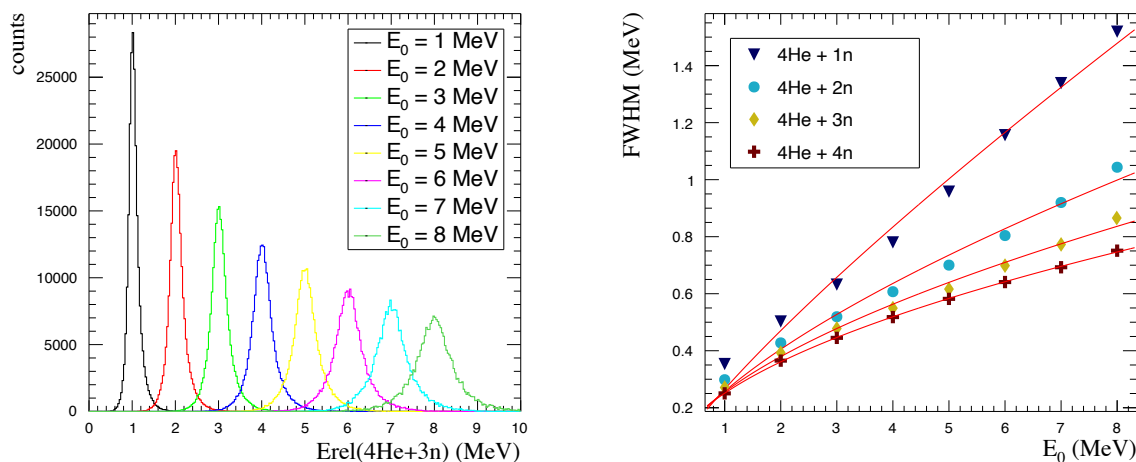 counts
25000
20000
15000
10000
5000
0
0 1 2 3 4 5 6 7 8 9 10
Erel(4He+3n) (MeV)
E0 = 1 MeV
E0 = 2 MeV
E0 = 3 MeV
E0 = 4 MeV
E0 = 5 MeV
E0 = 6 MeV
E0 = 7 MeV
E0 = 8 MeV
FWHM (MeV)
1.4
1.2
1
0.8
0.6
0.4
0.2
1 2 3 4 5 6 7 8
E0 (MeV)
4He + 1n
4He + 2n
4He + 3n
4He + 4n